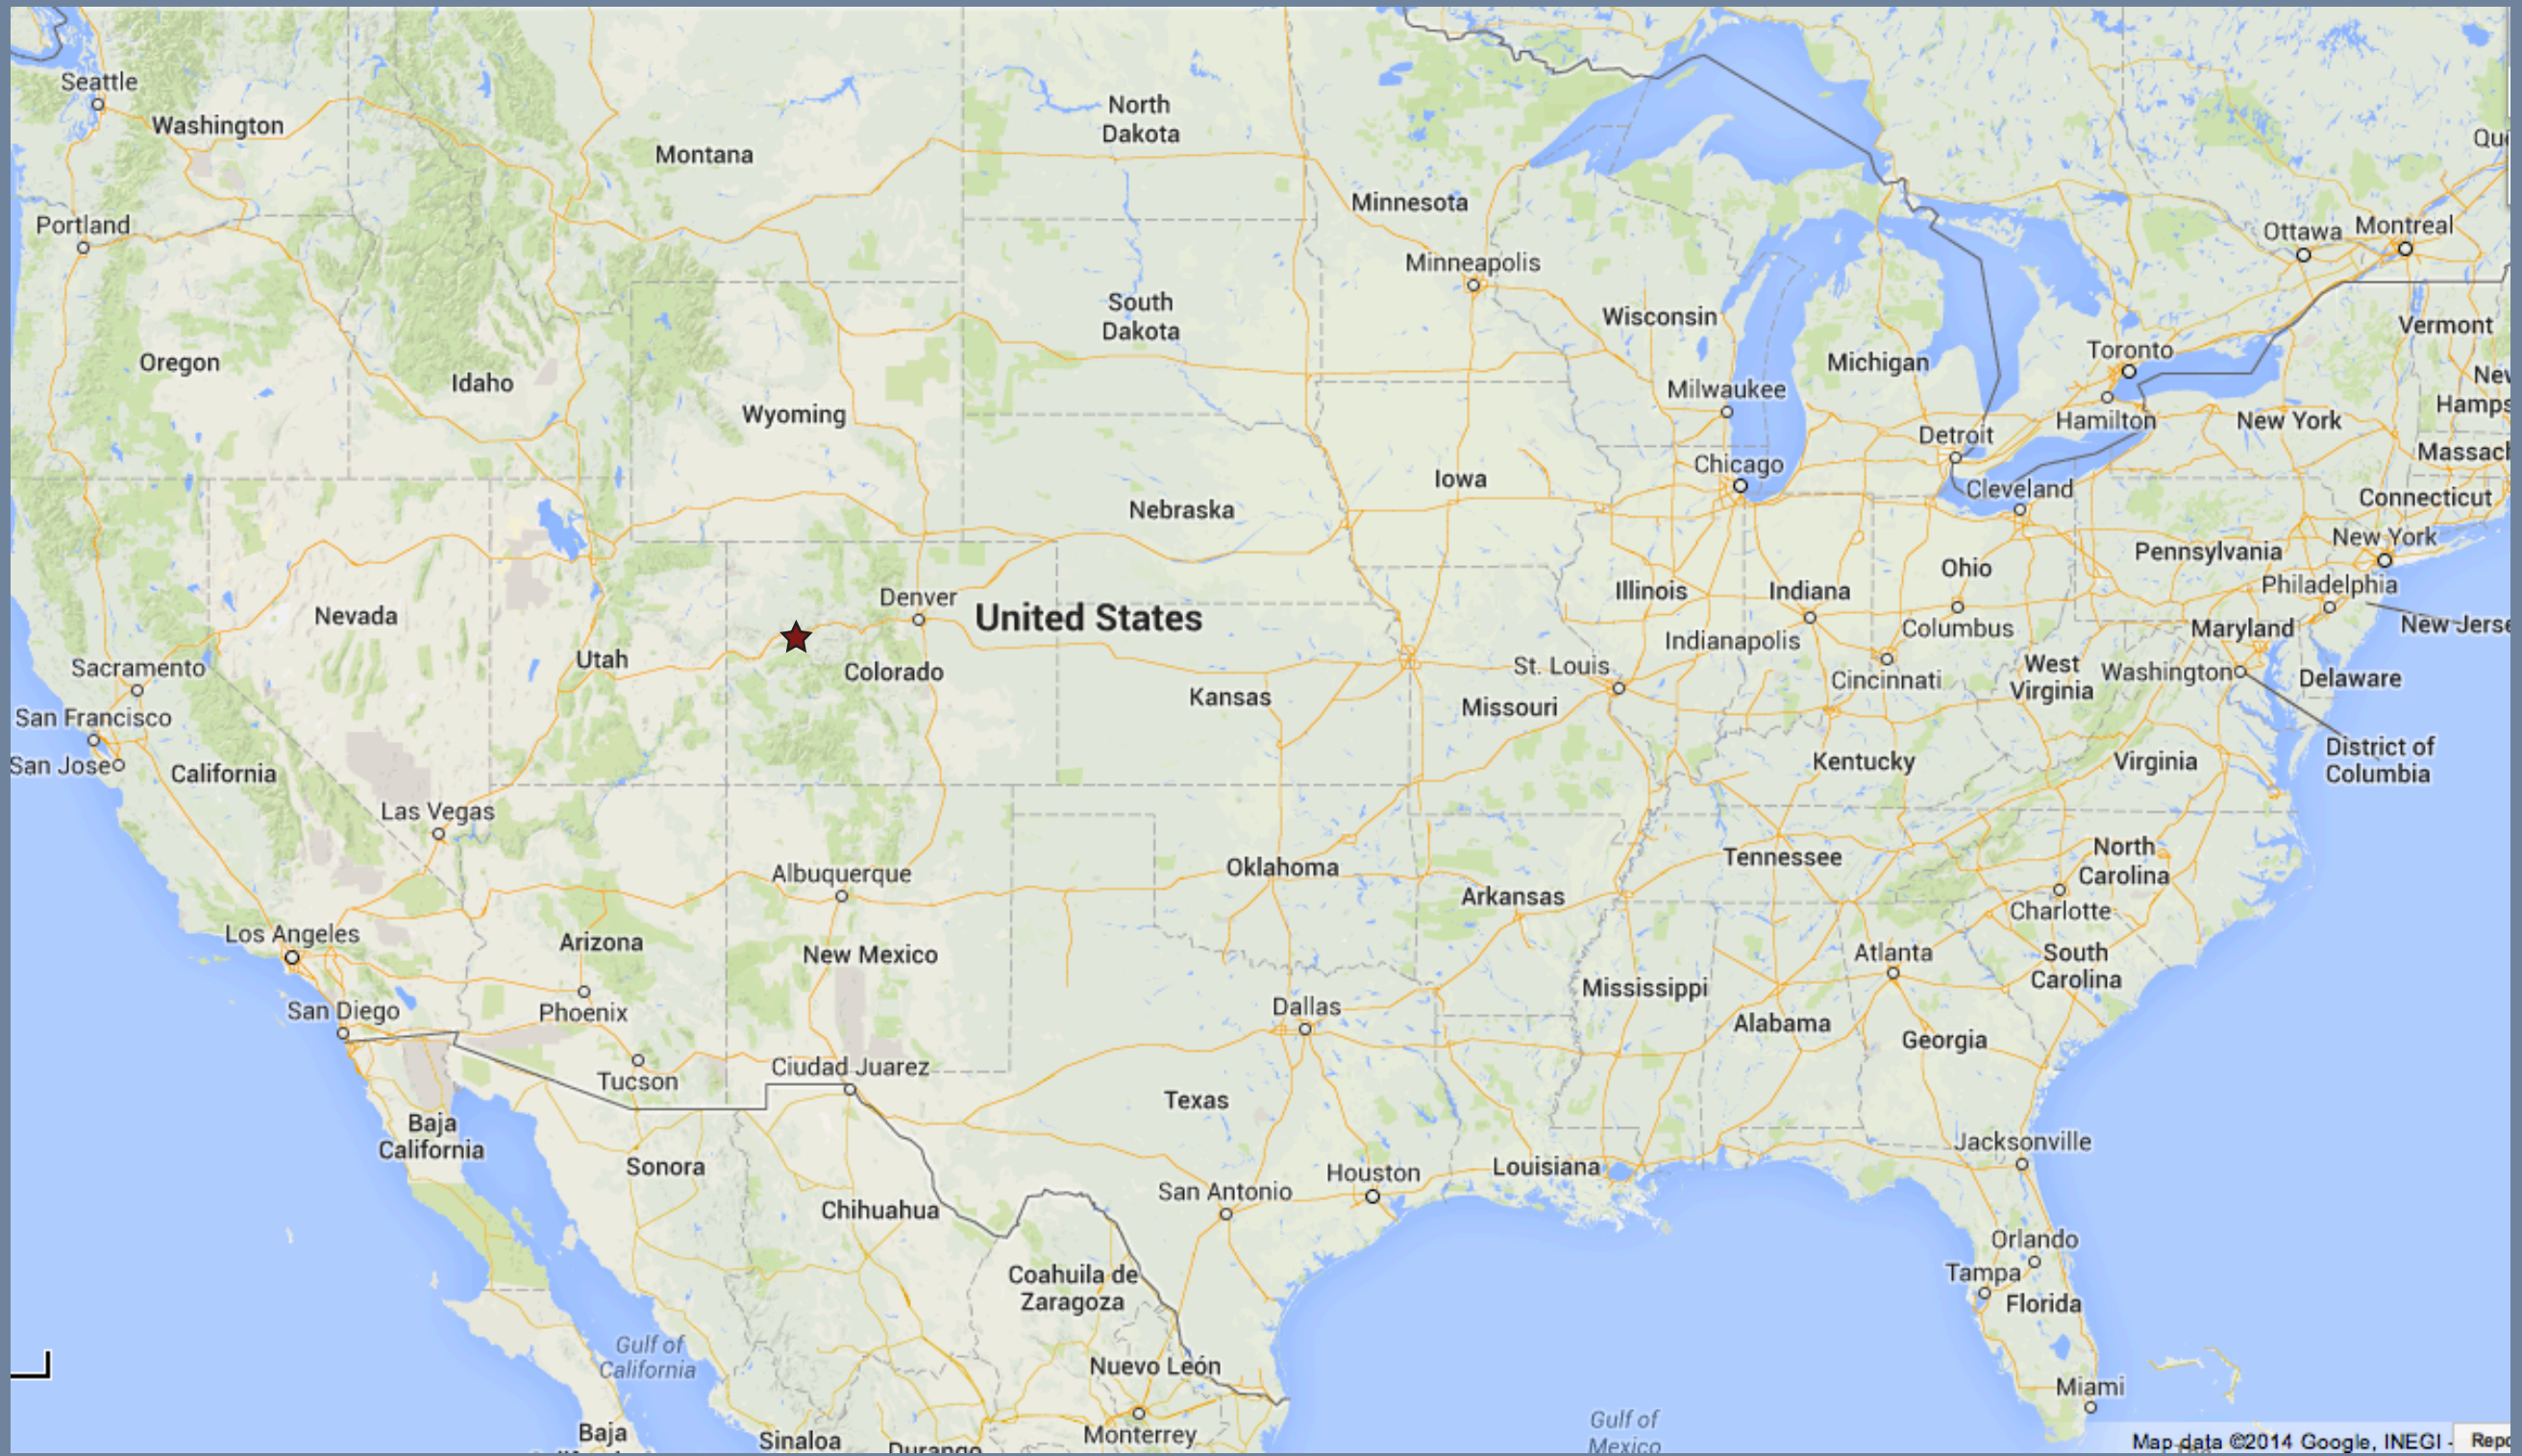 Seattle
Washington
Montana
North
Dakota
Minnesota
Portland
Ottawa
Montreal
Minneapolis
South
Dakota
Wisconsin
Vermont
Toronto
Oregon
Idaho
Michigan
Milwaukee
Wyoming
Hamilton
New York
Detroit
Chicago
Iowa
Cleveland
Connecticut
Nebraska
New York
Pennsylvania
Ohio
Philadelphia
Illinois
Indiana
Denver
United States
Nevada
Columbus
Maryland
Indianapolis
Utah
Colorado
Sacramento
St. Louis
Cincinnati
West
Virginia
Washington
Delaware
Kansas
Missouri
San Francisco
San Jose
California
Kentucky
Virginia
District of
Columbia
Las Vegas
Albuquerque
Oklahoma
Tennessee
North
Carolina
Arkansas
Charlotte
Los Angeles
Arizona
New Mexico
Atlanta
South
Carolina
Mississippi
San Diego
Phoenix
Dallas
Alabama
Georgia
Ciudad Juarez
Tucson
Texas
Baja
California
Jacksonville
Sonora
Houston
Louisiana
San Antonio
Chihuahua
Orlando
Coahuila de
Zaragoza
Tampa
Florida
Gulf of
California
Nuevo León
Miami
Gulf of
Mexico
Baja
Sinaloa
Durango
Monterrey
Map data ©2014 Google, INEGI -